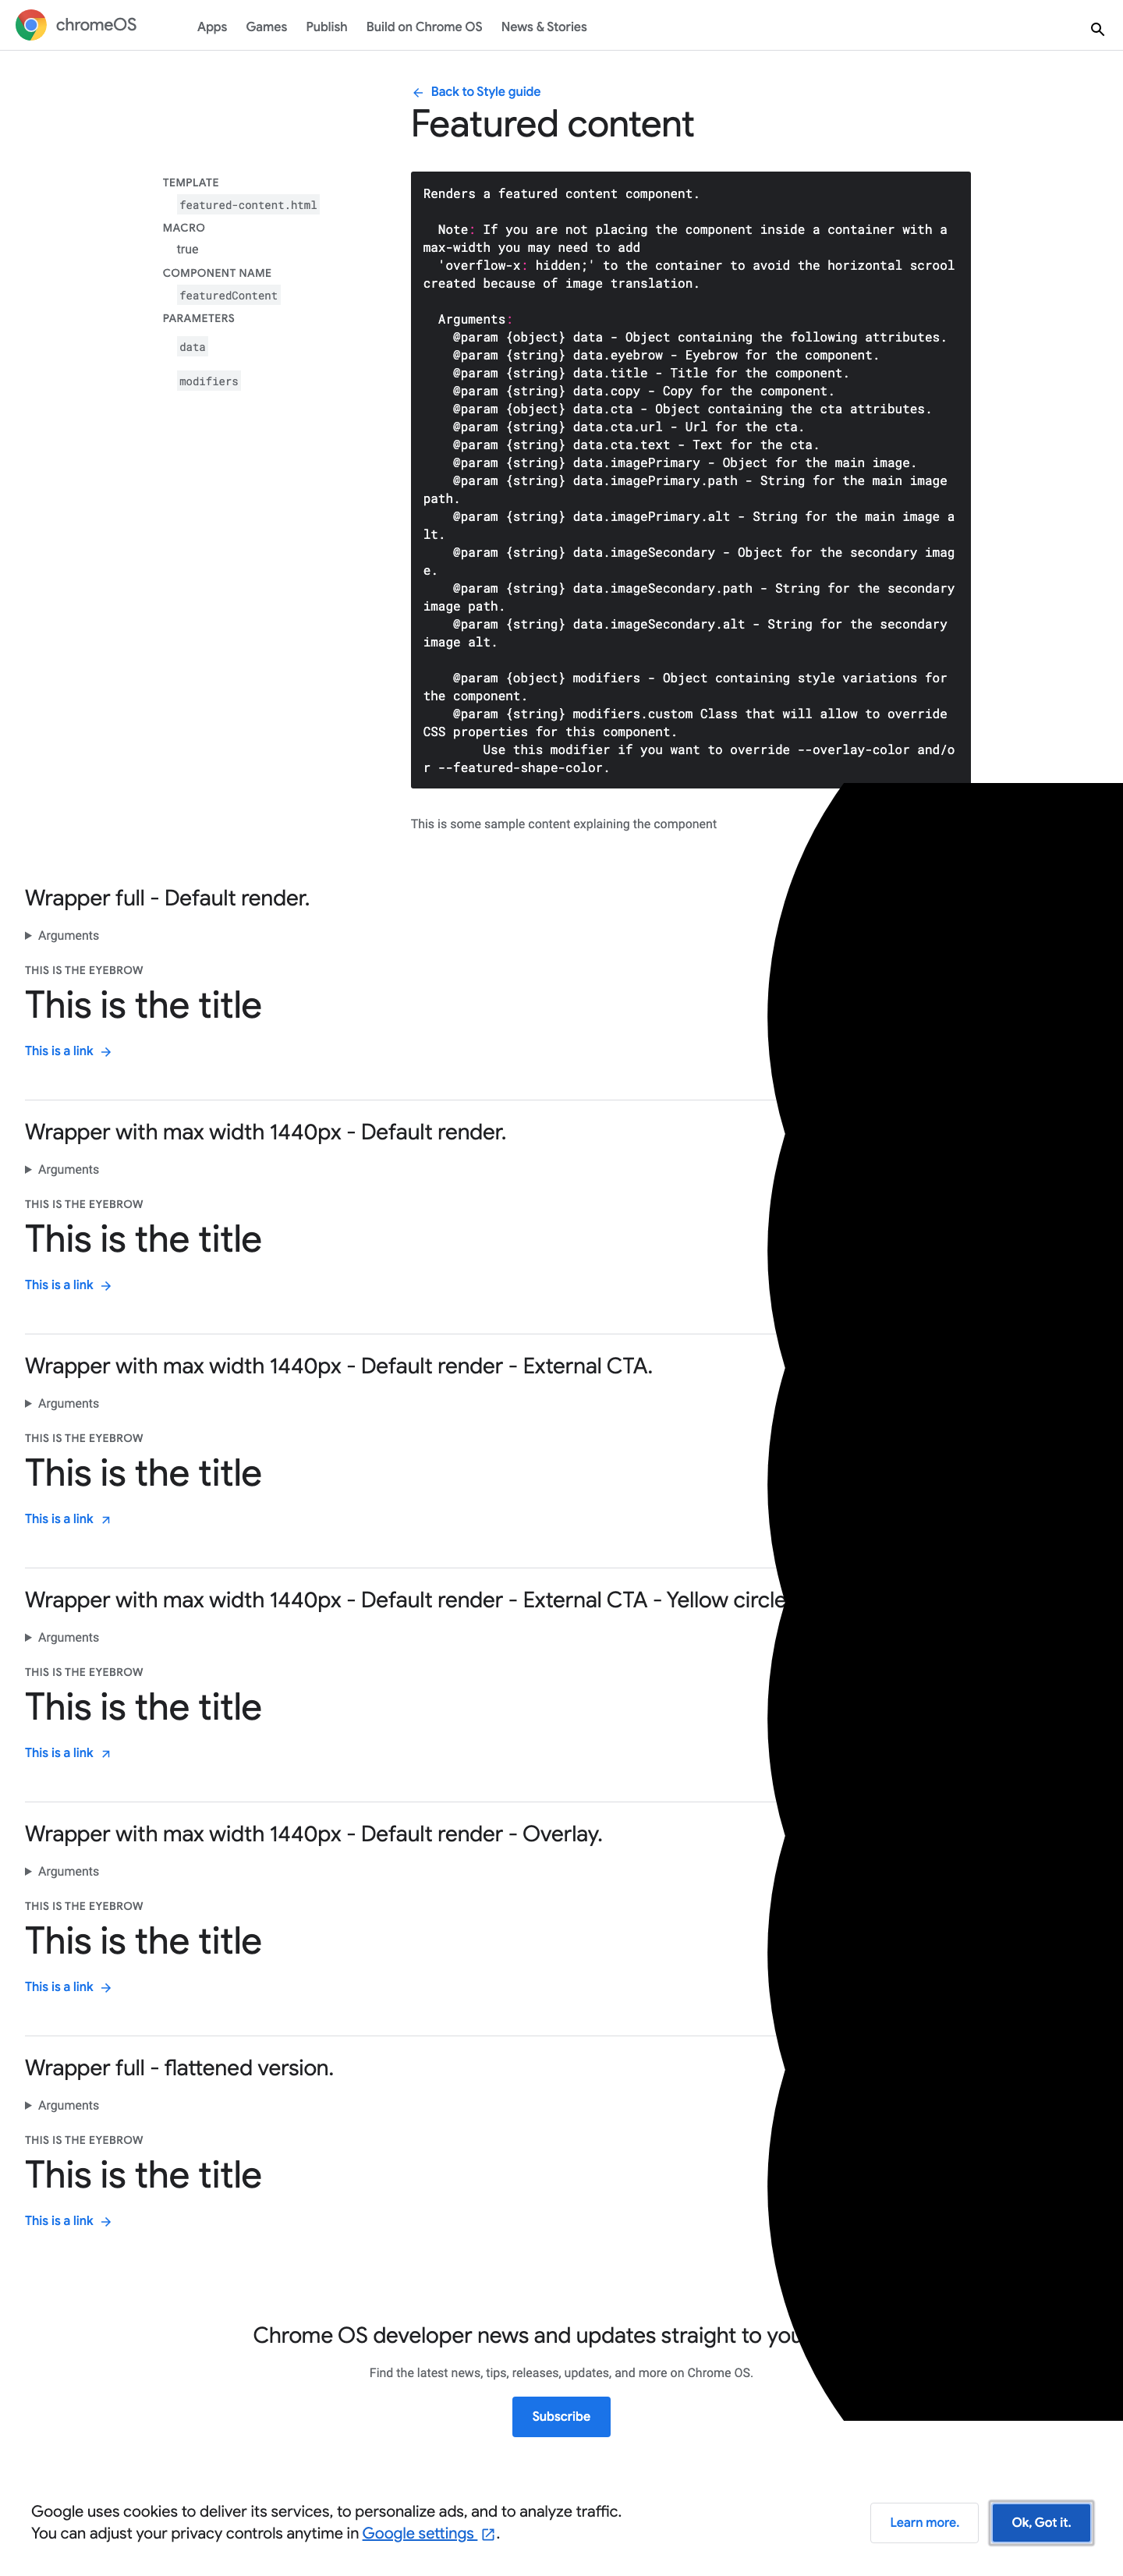 chromeOS Apps Games Publish Build on Chrome OS News & Stories
Back to Style guide
Featured content
TEMPLATE
featured-content.html
MACRO
true
COMPONENT NAME
featuredContent
PARAMETERS
data
modifiers
Renders a featured content component.
Note: If you are not placing the component inside a container with a
max-width you may need to add
'overflow-x: hidden;' to the container to avoid the horizontal scrool
created because of image translation.
Arguments:
@param {object} data - Object containing the following attributes.
@param {string} data.eyebrow - Eyebrow for the component.
@param {string} data.title - Title for the component.
@param {string} data.copy - Copy for the component.
@param {object} data.cta - Object containing the cta attributes.
@param {string} data.cta.url - Url for the cta.
@param {string} data.cta.text - Text for the cta.
@param {string} data.imagePrimary - Object for the main image.
@param {string} data.imagePrimary.path - String for the main image
path.
@param {string} data.imagePrimary.alt - String for the main image a
lt.
@param {string} data.imageSecondary - Object for the secondary imag
e.
@param {string} data.imageSecondary.path - String for the secondary
image path.
@param {string} data.imageSecondary.alt - String for the secondary
image alt.
@param {object} modifiers - Object containing style variations for
the component.
@param {string} modifiers.custom Class that will allow to override
CSS properties for this component.
Use this modifier if you want to override --overlay-color and/o
r --featured-shape-color.
This is some sample content explaining the component
Wrapper full - Default render.
Arguments
THIS IS THE EYEBROW
This is the title
This is a link
Wrapper with max width 1440px - Default render.
Arguments
THIS IS THE EYEBROW
This is the title
This is a link
Wrapper with max width 1440px - Default render - External CTA.
Arguments
THIS IS THE EYEBROW
This is the title
This is a link
Wrapper with max width 1440px - Default render - External CTA - Yellow circle
Arguments
THIS IS THE EYEBROW
This is the title
This is a link
Wrapper with max width 1440px - Default render - Overlay.
Arguments
THIS IS THE EYEBROW
This is the title
This is a link
Wrapper full - flattened version.
Arguments
THIS IS THE EYEBROW
This is the title
This is a link
Chrome OS developer news and updates straight to
Find the latest news, tips, releases, updates, and more on Chrome OS.
Subscribe
Google uses cookies to deliver its services, to personalize ads, and to analyze traffic.
You can adjust your privacy controls anytime in Google settings .
Learn more.
Ok, Got it.